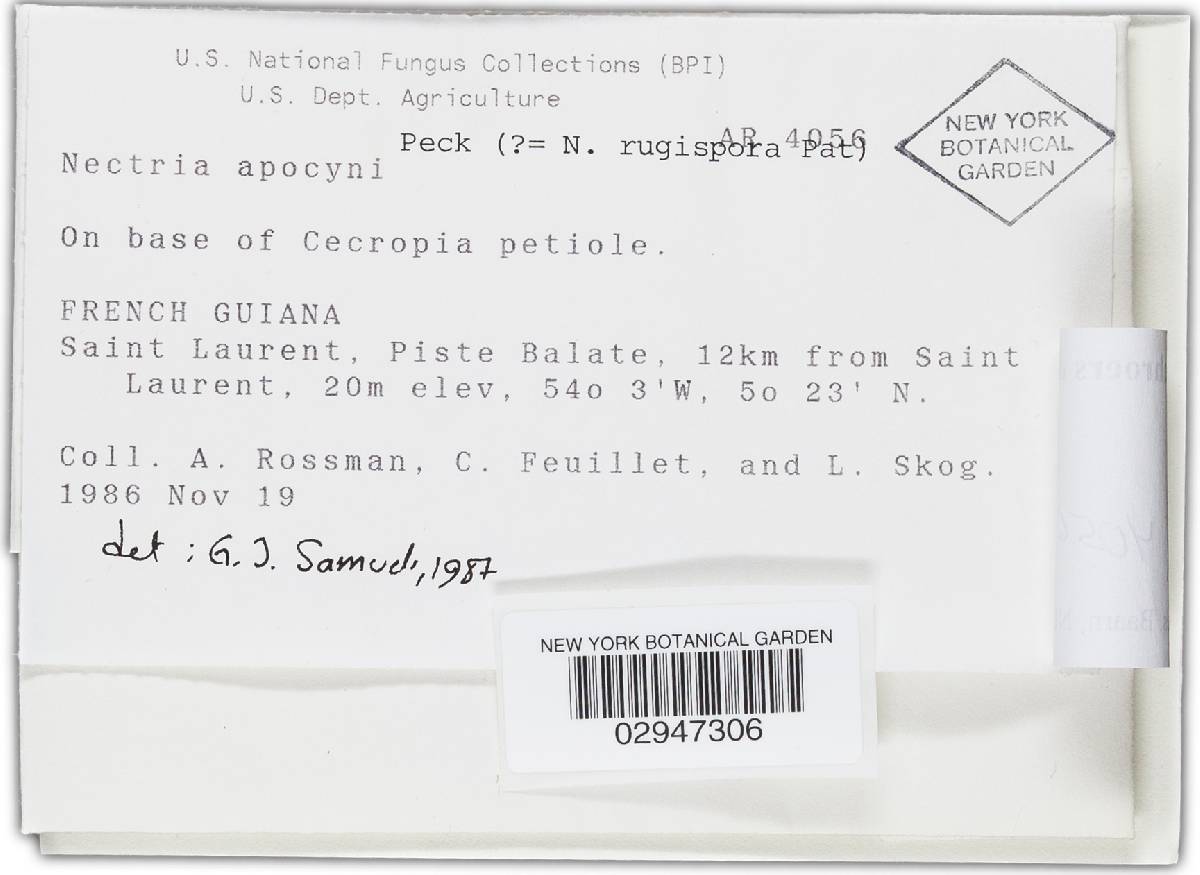 U.S. National Fungus Collections (BPI)
U.S. Dept. Agriculture
AR 4056
Peck (?= N. rugispora Pat)
Nectria apocyni
On base of Cecropia petiole.
FRENCH GUIANA
Saint Laurent, Piste Balate, 12km from Saint
Laurent, 20m elev, 54o 3'W, 5o 23' N.
Coll. A. Rossman, C. Feuillet, and L. Skog.
1986 Nov 19
det : G. J. Samuels, 1987
NEW YORK
BOTANICAL
GARDEN
NEW YORK BOTANICAL GARDEN
02947306